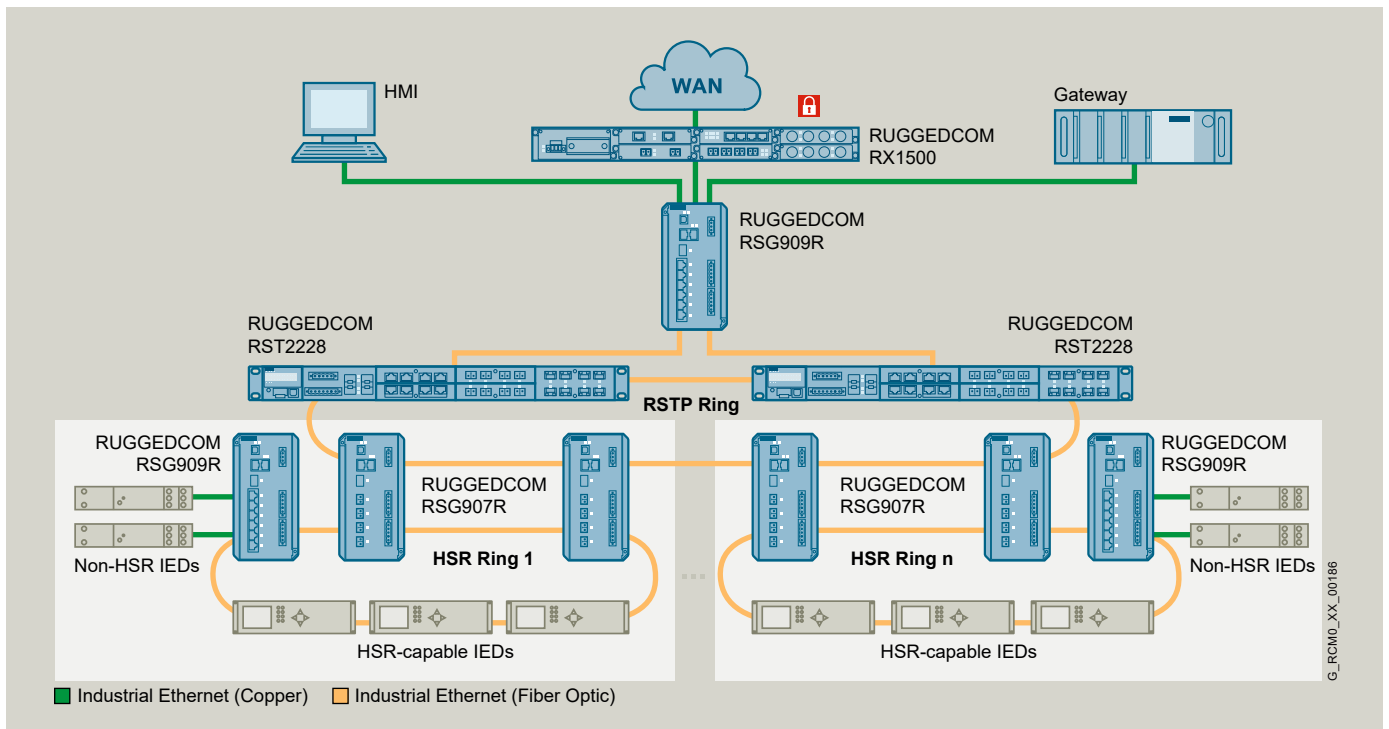 HMI
WAN
Gateway
RUGGEDCOM
RX1500
RUGGEDCOM
RSG909R
RUGGEDCOM
RST2228
RUGGEDCOM
RST2228
RSTP Ring
RUGGEDCOM
RSG909R
RUGGEDCOM
RSG907R
RUGGEDCOM
RSG907R
RUGGEDCOM
RSG909R
Non-HSR IEDs
HSR Ring 1
HSR Ring n
Non-HSR IEDs
...
HSR-capable IEDs
HSR-capable IEDs
G_RCM0_XX_00186
Industrial Ethernet (Copper)
Industrial Ethernet (Fiber Optic)